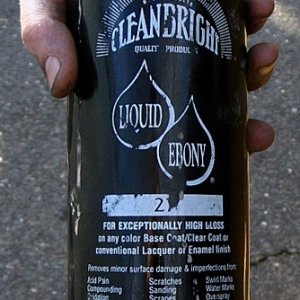 CLEANBRIGHT
QUALITY PRODUCTS
LIQUID
EBONY
®
FOR EXCEPTIONALLY HIGH GLOSS
on any color Base Coat/Clear Coat or
conventional Lacquer or Enamel finish
Removes minor surface damage & imperfections from:
Acid Rain Scratches Swirl Marks
Compounding Sanding Water Marks
Oxidation Scrapes Overspray